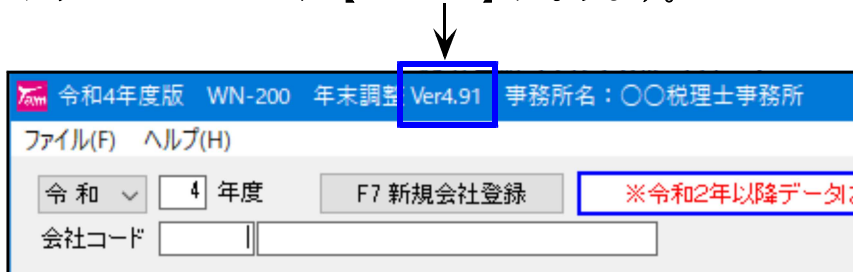 Tam 令和4年度版 WN-200 年末調整 Ver4.91 事務所名：〇〇税理士事務所
ファイル(F) ヘルプ(H)
令和 4 年度 F7 新規会社登録 ※令和2年以降データ
会社コード